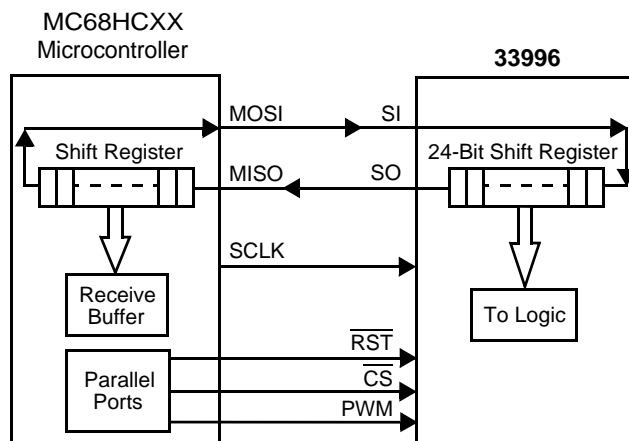 MC68HCXX
Microcontroller
33996
MOSI
SI
Shift Register
24-Bit Shift Register
MISO
SO
SCLK
Receive
Buffer
To Logic
RST
CS
Parallel
Ports
PWM